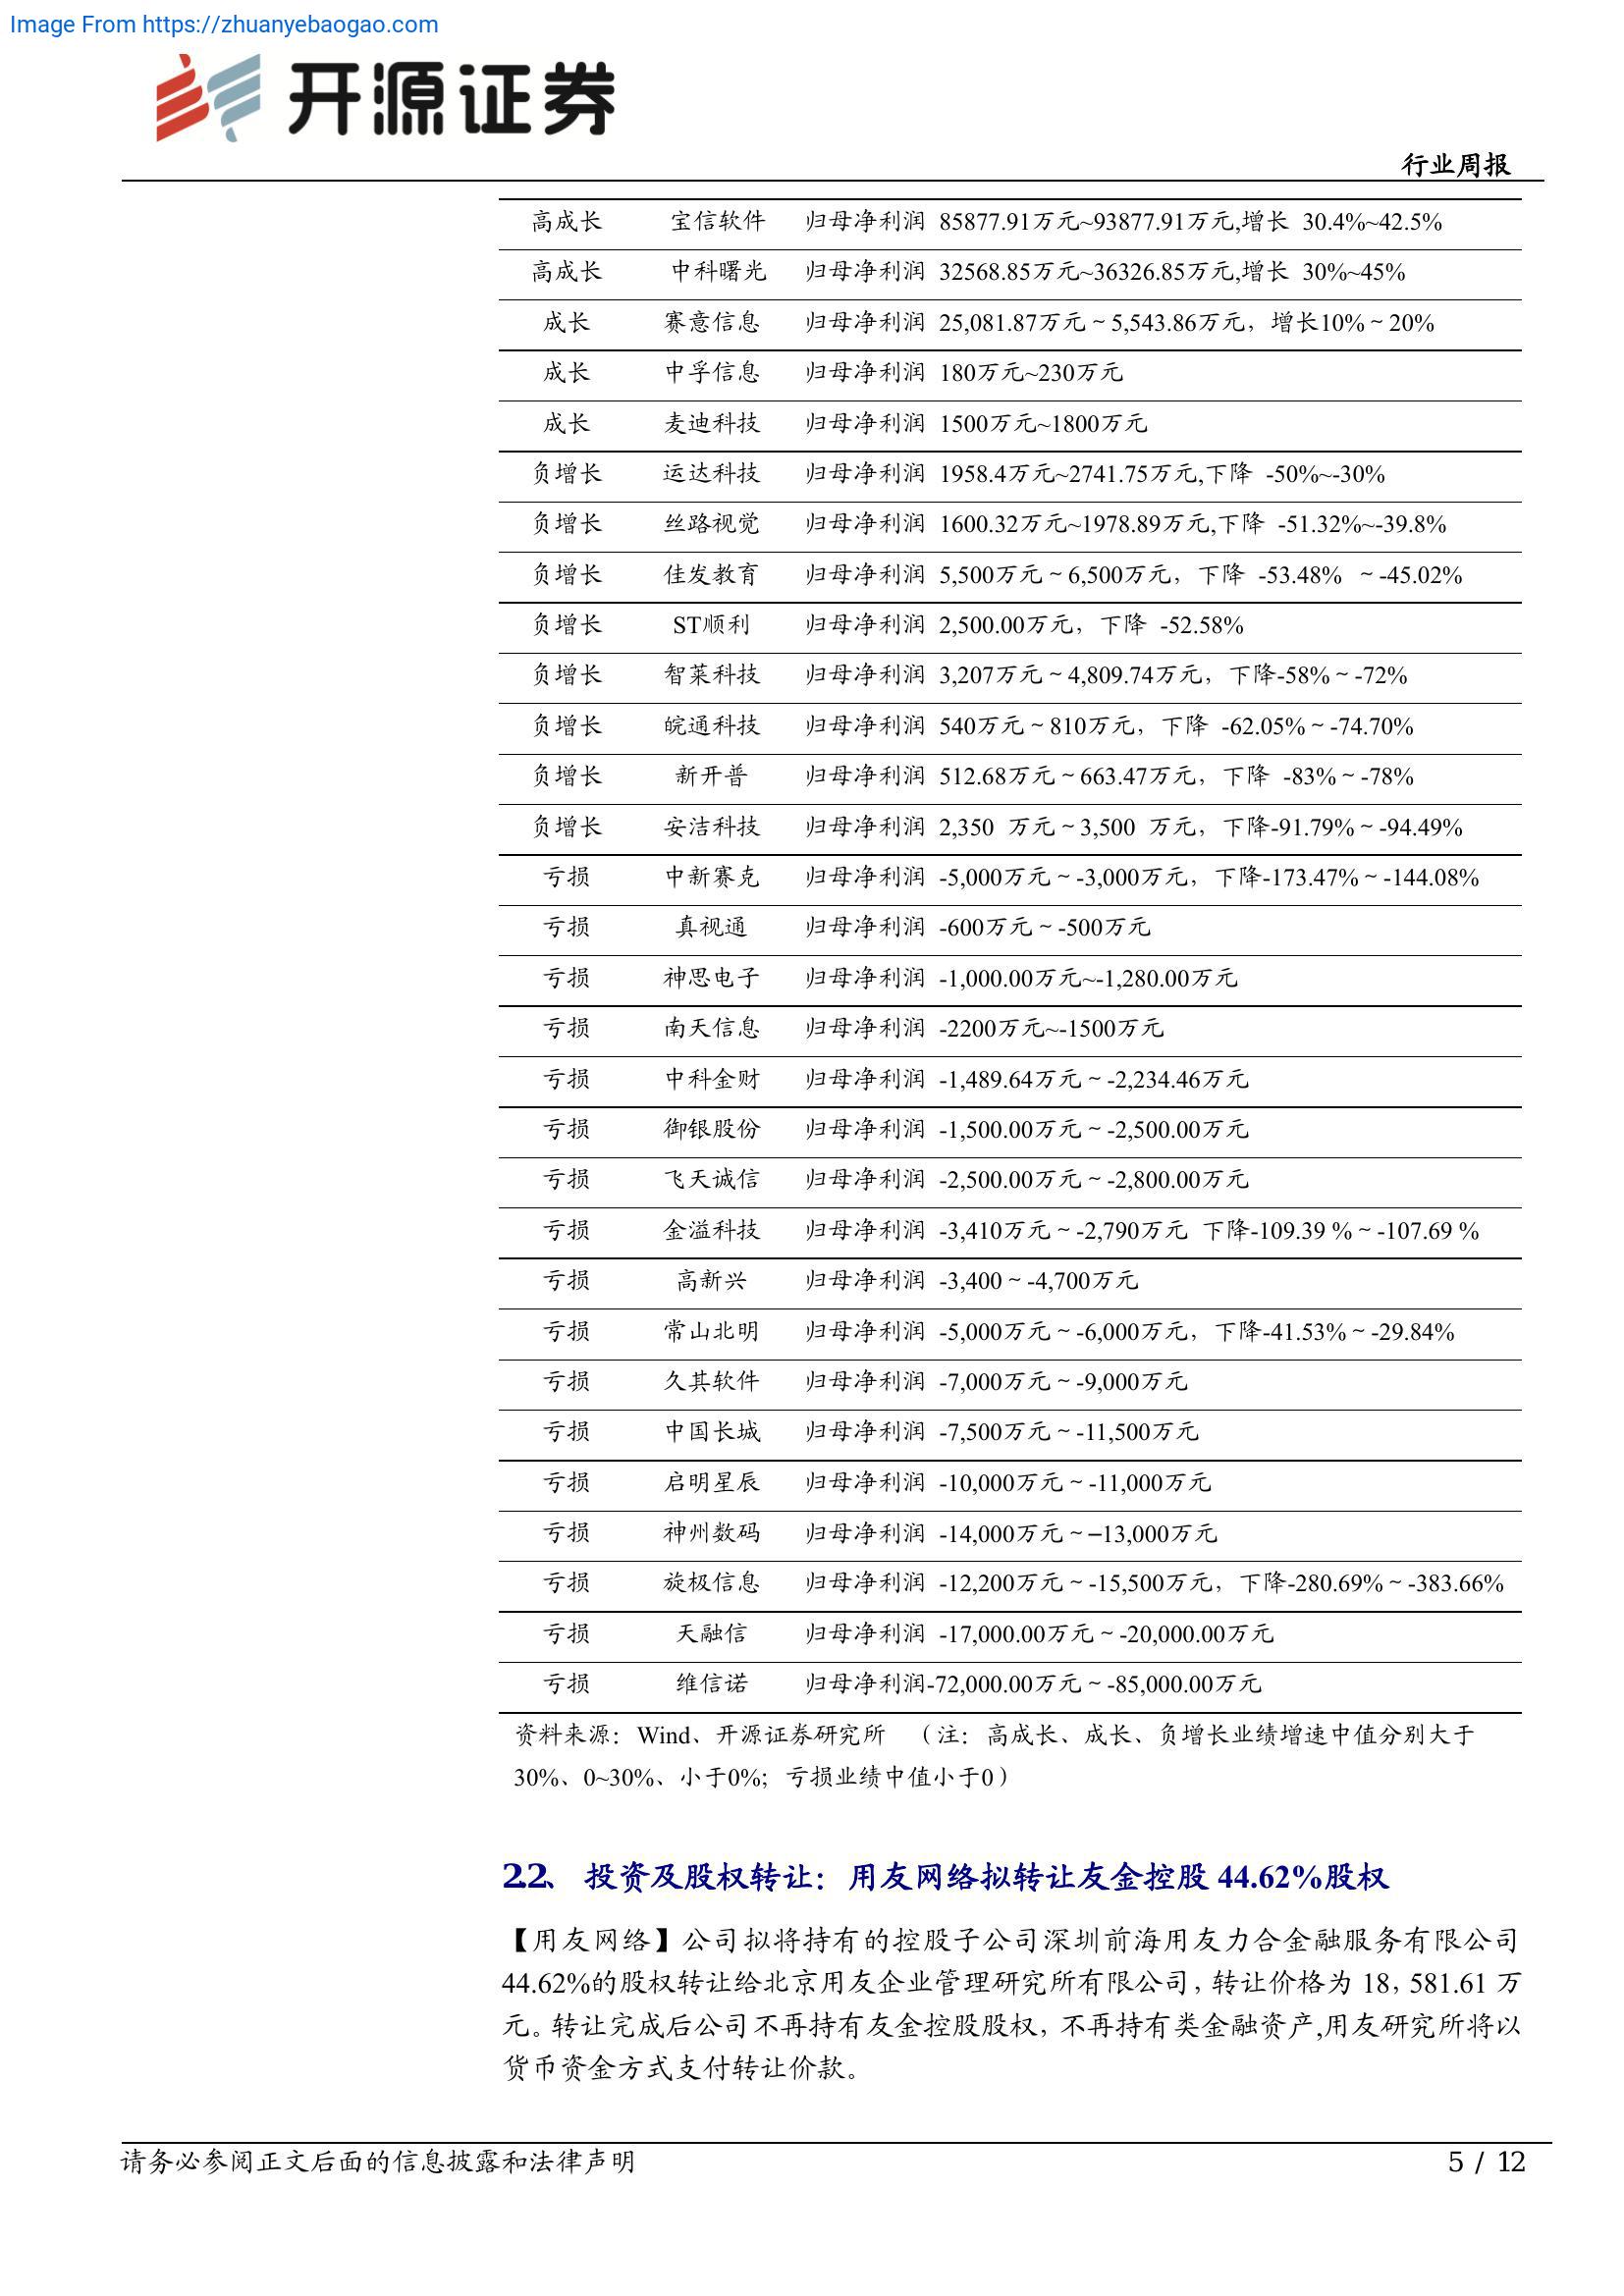 Image From https://zhuanyebaogao.com
开源证券
行业周报
高成长 宝信软件 归母净利润 85877.91万元~93877.91万元,增长 30.4%~42.5%
高成长 中科曙光 归母净利润 32568.85万元~36326.85万元,增长 30%~45%
成长 赛意信息 归母净利润 25,081.87万元～5,543.86万元，增长10%～20%
成长 中孚信息 归母净利润 180万元~230万元
成长 麦迪科技 归母净利润 1500万元~1800万元
负增长 运达科技 归母净利润 1958.4万元~2741.75万元,下降 -50%~-30%
负增长 丝路视觉 归母净利润 1600.32万元~1978.89万元,下降 -51.32%~-39.8%
负增长 佳发教育 归母净利润 5,500万元～6,500万元，下降 -53.48% ～-45.02%
负增长 ST顺利 归母净利润 2,500.00万元，下降 -52.58%
负增长 智莱科技 归母净利润 3,207万元～4,809.74万元，下降-58%～-72%
负增长 皖通科技 归母净利润 540万元～810万元，下降 -62.05%～-74.70%
负增长 新开普 归母净利润 512.68万元～663.47万元，下降 -83%～-78%
负增长 安洁科技 归母净利润 2,350 万元～3,500 万元，下降-91.79%～-94.49%
亏损 中新赛克 归母净利润 -5,000万元～-3,000万元，下降-173.47%～-144.08%
亏损 真视通 归母净利润 -600万元～-500万元
亏损 神思电子 归母净利润 -1,000.00万元~-1,280.00万元
亏损 南天信息 归母净利润 -2200万元~-1500万元
亏损 中科金财 归母净利润 -1,489.64万元～-2,234.46万元
亏损 御银股份 归母净利润 -1,500.00万元～-2,500.00万元
亏损 飞天诚信 归母净利润 -2,500.00万元～-2,800.00万元
亏损 金溢科技 归母净利润 -3,410万元～-2,790万元 下降-109.39 %～-107.69 %
亏损 高新兴 归母净利润 -3,400～-4,700万元
亏损 常山北明 归母净利润 -5,000万元～-6,000万元，下降-41.53%～-29.84%
亏损 久其软件 归母净利润 -7,000万元～-9,000万元
亏损 中国长城 归母净利润 -7,500万元～-11,500万元
亏损 启明星辰 归母净利润 -10,000万元～-11,000万元
亏损 神州数码 归母净利润 -14,000万元～–13,000万元
亏损 旋极信息 归母净利润 -12,200万元～-15,500万元，下降-280.69%～-383.66%
亏损 天融信 归母净利润 -17,000.00万元～-20,000.00万元
亏损 维信诺 归母净利润-72,000.00万元～-85,000.00万元
资料来源：Wind、开源证券研究所 （注：高成长、成长、负增长业绩增速中值分别大于
30%、0~30%、小于0%；亏损业绩中值小于0）
2.2、 投资及股权转让：用友网络拟转让友金控股 44.62%股权
【用友网络】公司拟将持有的控股子公司深圳前海用友力合金融服务有限公司
44.62%的股权转让给北京用友企业管理研究所有限公司，转让价格为 18，581.61 万
元。转让完成后公司不再持有友金控股股权，不再持有类金融资产,用友研究所将以
货币资金方式支付转让价款。
请务必参阅正文后面的信息披露和法律声明
5 / 12